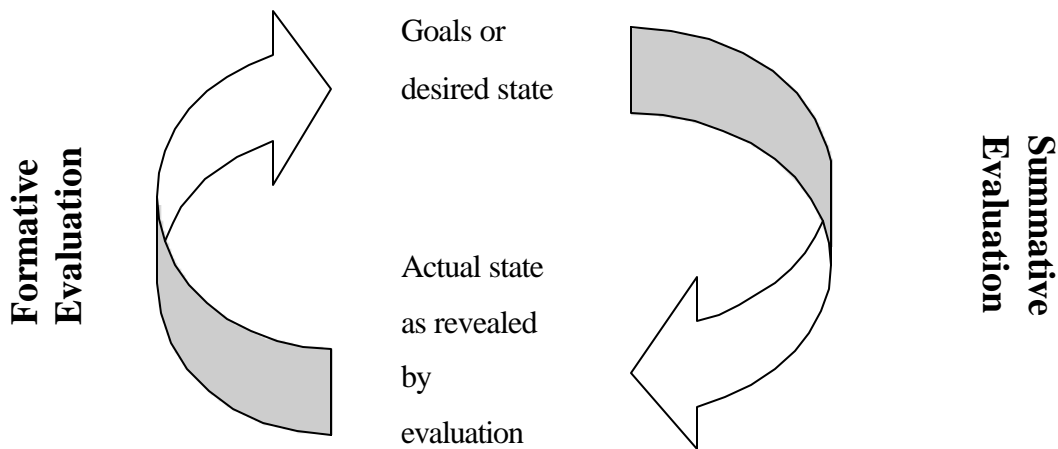 Formative
Evaluation
Goals or
desired state
Actual state
as revealed
by
evaluation
Summative
Evaluation